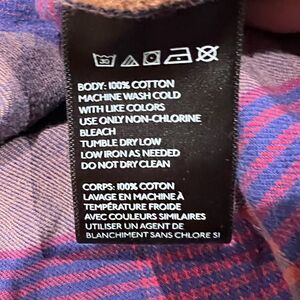 30
BODY: 100% COTTON
MACHINE WASH COLD
WITH LIKE COLORS
USE ONLY NON-CHLORINE
BLEACH
TUMBLE DRY LOW
LOW IRON AS NEEDED
DO NOT DRY CLEAN
CORPS: 100% COTON
LAVAGE EN MACHINE À
TEMPÉRATURE FROIDE
AVEC COULEURS SIMILAIRES
UTILISER UN AGENT DE
BLANCHIMENT SANS CHLORE SI